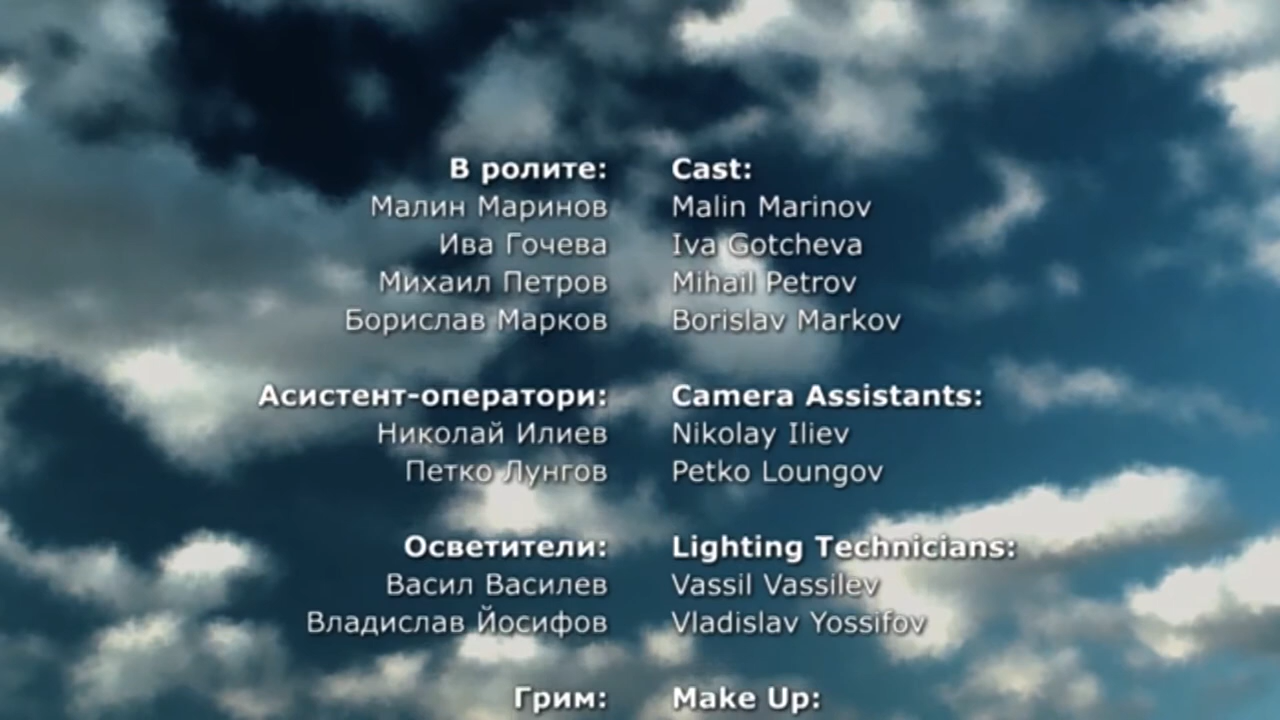 В ролите: Cast:
Малин Маринов Malin Marinov
Ива Гочева Iva Gotcheva
Михаил Петров Mihail Petrov
Борислав Марков Borislav Markov
Асистент-оператори: Camera Assistants:
Николай Илиев Nikolay Iliev
Петко Лунгов Petko Loungov
Осветители: Lighting Technicians:
Васил Василев Vassil Vassilev
Владислав Йосифов Vladislav Yossifov
Грим: Make Up: